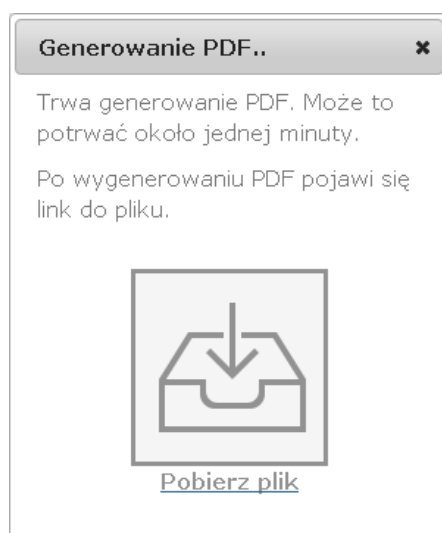 Generowanie PDF..
Trwa generowanie PDF. Może to
potrwać około jednej minuty.
Po wygenerowaniu PDF pojawi się
link do pliku.
Pobierz plik